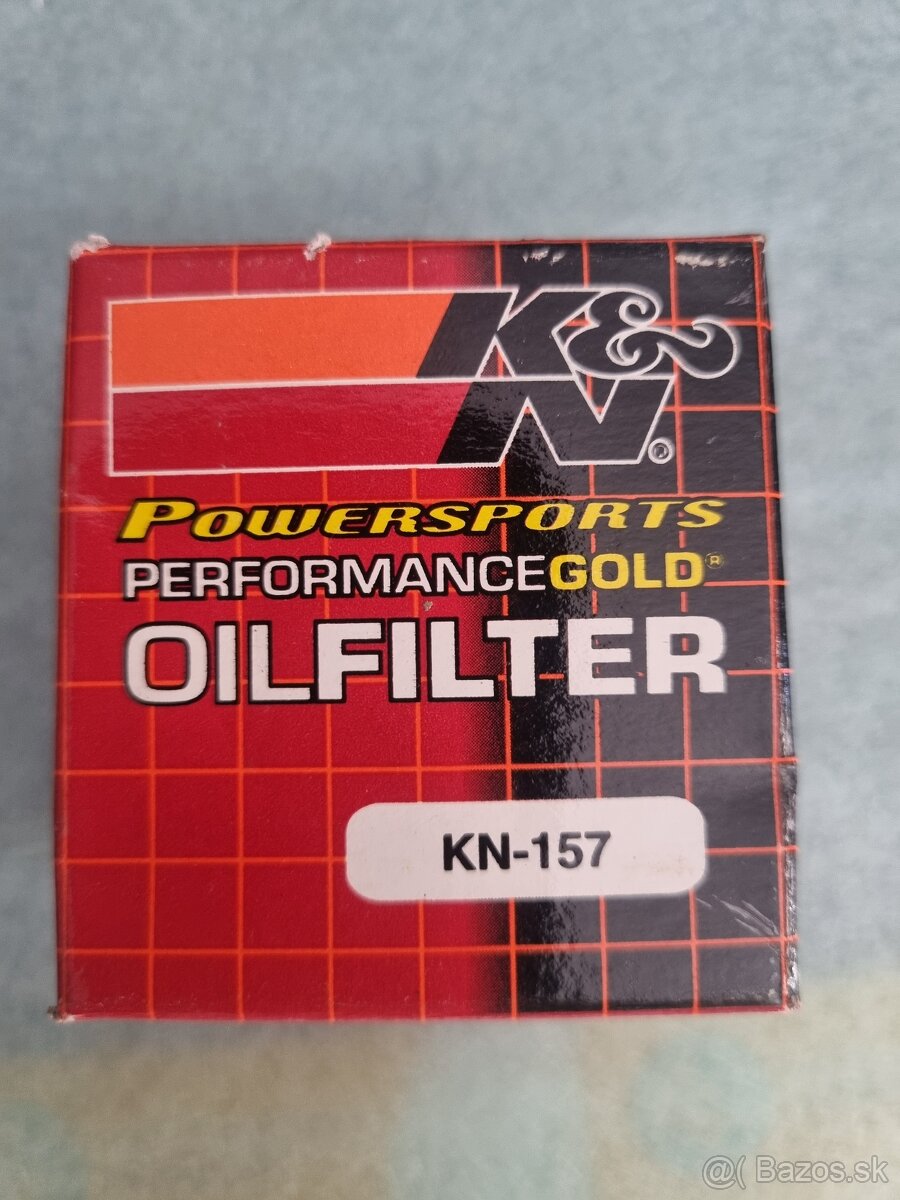 K&N®
POWERSPORTS
PERFORMANCEGOLD®
OILFILTER
KN-157
@( Bazos.sk